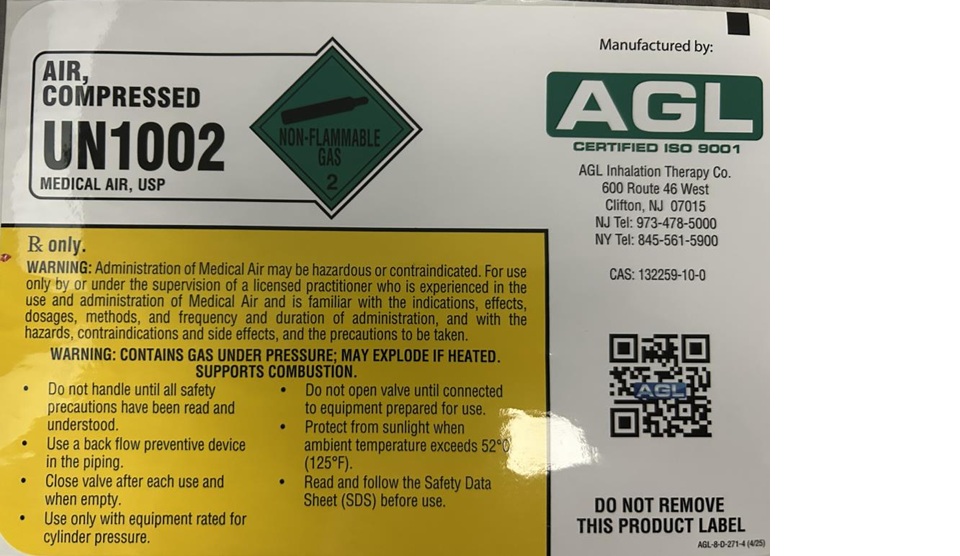 AIR,
COMPRESSED
UN1002
MEDICAL AIR, USP
NON-FLAMMABLE
GAS
2
Manufactured by:
AGL
CERTIFIED ISO 9001
AGL Inhalation Therapy Co.
600 Route 46 West
Clifton, NJ 07015
NJ Tel: 973-478-5000
NY Tel: 845-561-5900
CAS: 132259-10-0
℞ only.
WARNING: Administration of Medical Air may be hazardous or contraindicated. For use
only by or under the supervision of a licensed practitioner who is experienced in the
use and administration of Medical Air and is familiar with the indications, effects,
dosages, methods, and frequency and duration of administration, and with the
hazards, contraindications and side effects, and the precautions to be taken.
WARNING: CONTAINS GAS UNDER PRESSURE; MAY EXPLODE IF HEATED.
SUPPORTS COMBUSTION.
• Do not handle until all safety
precautions have been read and
understood.
• Use a back flow preventive device
in the piping.
• Close valve after each use and
when empty.
• Use only with equipment rated for
cylinder pressure.
• Do not open valve until connected
to equipment prepared for use.
• Protect from sunlight when
ambient temperature exceeds 52°C
(125°F).
• Read and follow the Safety Data
Sheet (SDS) before use.
AGL
DO NOT REMOVE
THIS PRODUCT LABEL
AGL-8-D-271-4 (4/25)